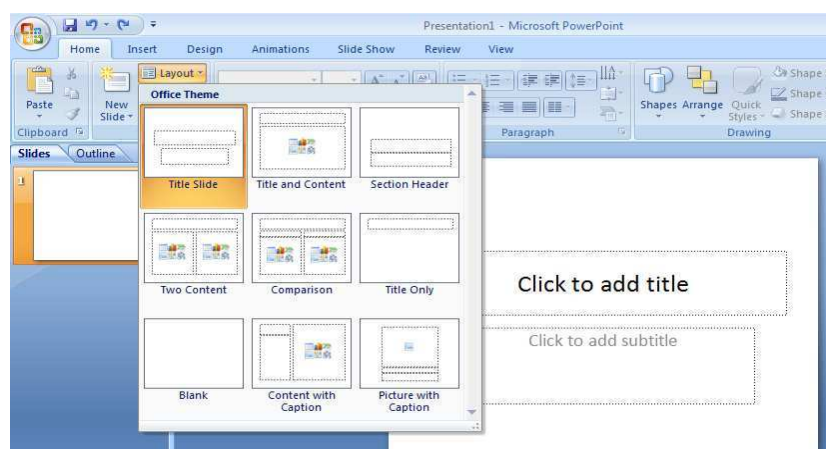 Presentation1 - Microsoft PowerPoint
Home Insert Design Animations Slide Show Review View
Layout
Paste
New Slide
Shapes Arrange Quick Styles
Shape
Shape
Shape
Clipboard
Paragraph
Drawing
Slides Outline
1
Office Theme
Title Slide Title and Content Section Header
Two Content Comparison Title Only
Blank Content with Caption Picture with Caption
Click to add title
Click to add subtitle